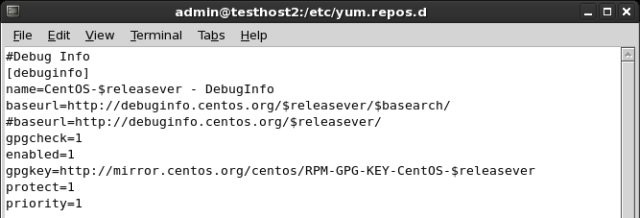 admin@testhost2:/etc/yum.repos.d
File Edit View Terminal Tabs Help
#Debug Info
[debuginfo]
name=CentOS-$releasever - DebugInfo
baseurl=http://debuginfo.centos.org/$releasever/$basearch/
#baseurl=http://debuginfo.centos.org/$releasever/
gpgcheck=1
enabled=1
gpgkey=http://mirror.centos.org/centos/RPM-GPG-KEY-CentOS-$releasever
protect=1
priority=1